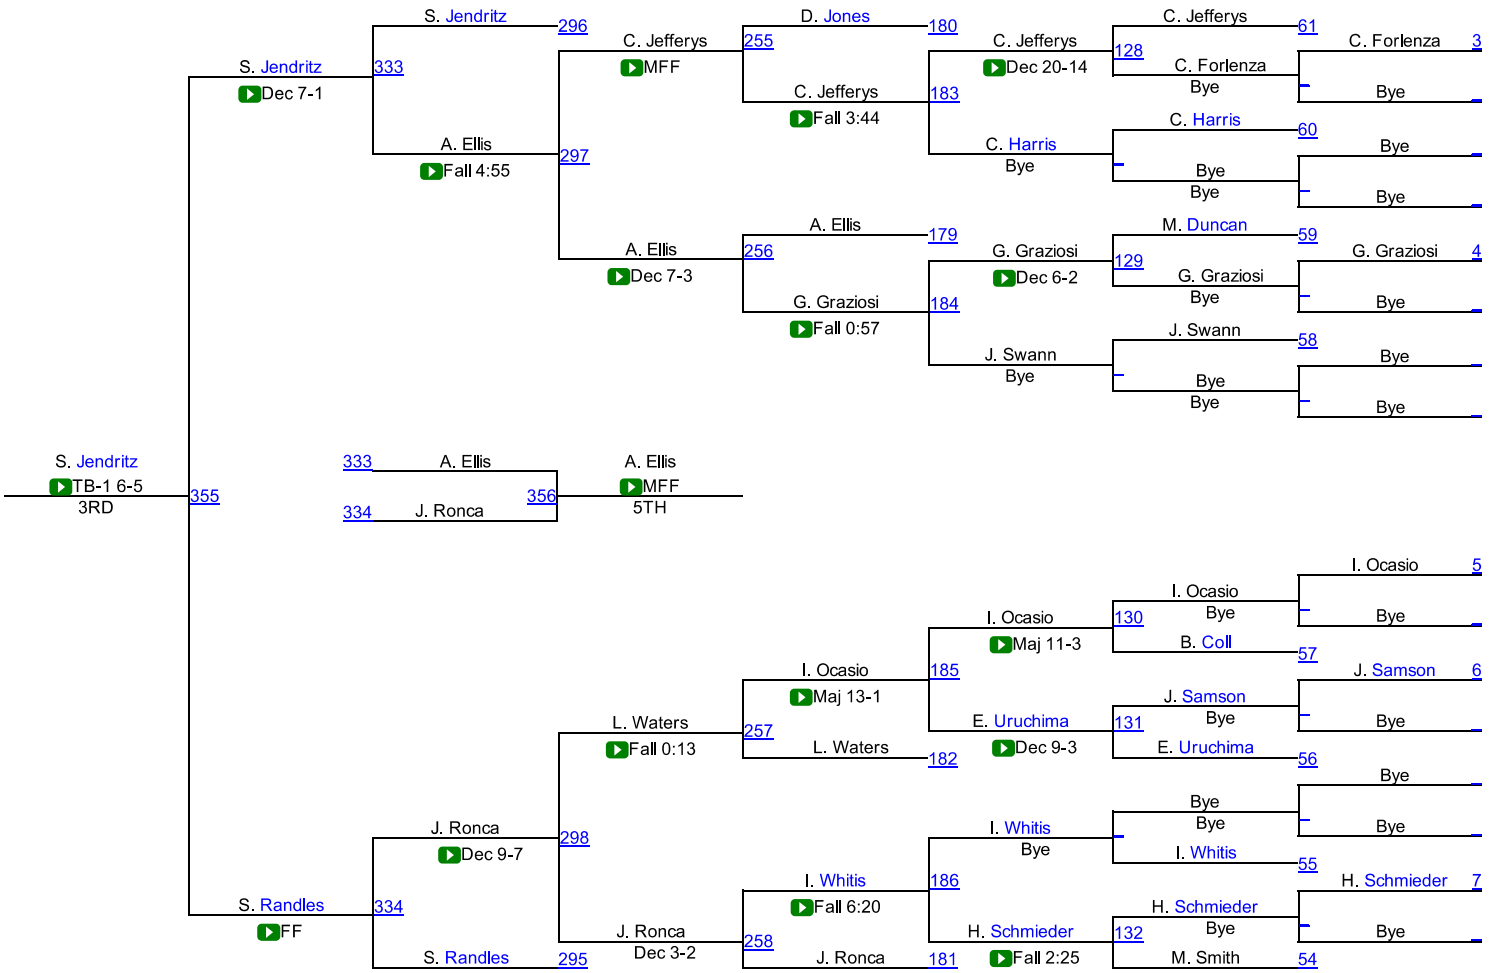 S. Jendritz
296
D. Jones
180
C. Jefferys
61
C. Jefferys
255
C. Jefferys
128
C. Forlenza
3
S. Jendritz
333
MFF
Dec 20-14
C. Forlenza
Bye
Bye
Dec 7-1
C. Jefferys
183
Fall 3:44
C. Harris
60
A. Ellis
297
C. Harris
Bye
Bye
Fall 4:55
Bye
Bye
Bye
A. Ellis
179
M. Duncan
59
A. Ellis
256
G. Graziosi
129
G. Graziosi
4
Dec 7-3
Dec 6-2
G. Graziosi
Bye
G. Graziosi
184
Bye
Fall 0:57
J. Swann
58
J. Swann
Bye
Bye
Bye
Bye
Bye
S. Jendritz
333
A. Ellis
A. Ellis
TB-1 6-5
355
356
MFF
3RD
334
J. Ronca
5TH
I. Ocasio
5
I. Ocasio
I. Ocasio
130
Bye
Bye
Maj 11-3
B. Coll
57
I. Ocasio
185
J. Samson
6
Maj 13-1
J. Samson
L. Waters
257
E. Uruchima
131
Bye
Bye
Fall 0:13
L. Waters
182
Dec 9-3
E. Uruchima
56
Bye
Bye
J. Ronca
298
I. Whitis
Bye
Bye
Dec 9-7
Bye
I. Whitis
55
I. Whitis
186
H. Schmieder
7
S. Randles
334
Fall 6:20
H. Schmieder
FF
J. Ronca
258
H. Schmieder
132
Bye
Bye
Dec 3-2
S. Randles
295
J. Ronca
181
Fall 2:25
M. Smith
54